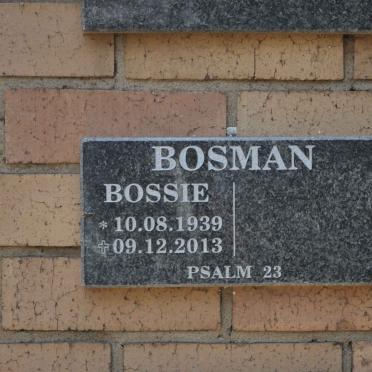 BOSMAN
BOSSIE
* 10.08.1939
✝ 09.12.2013
PSALM 23